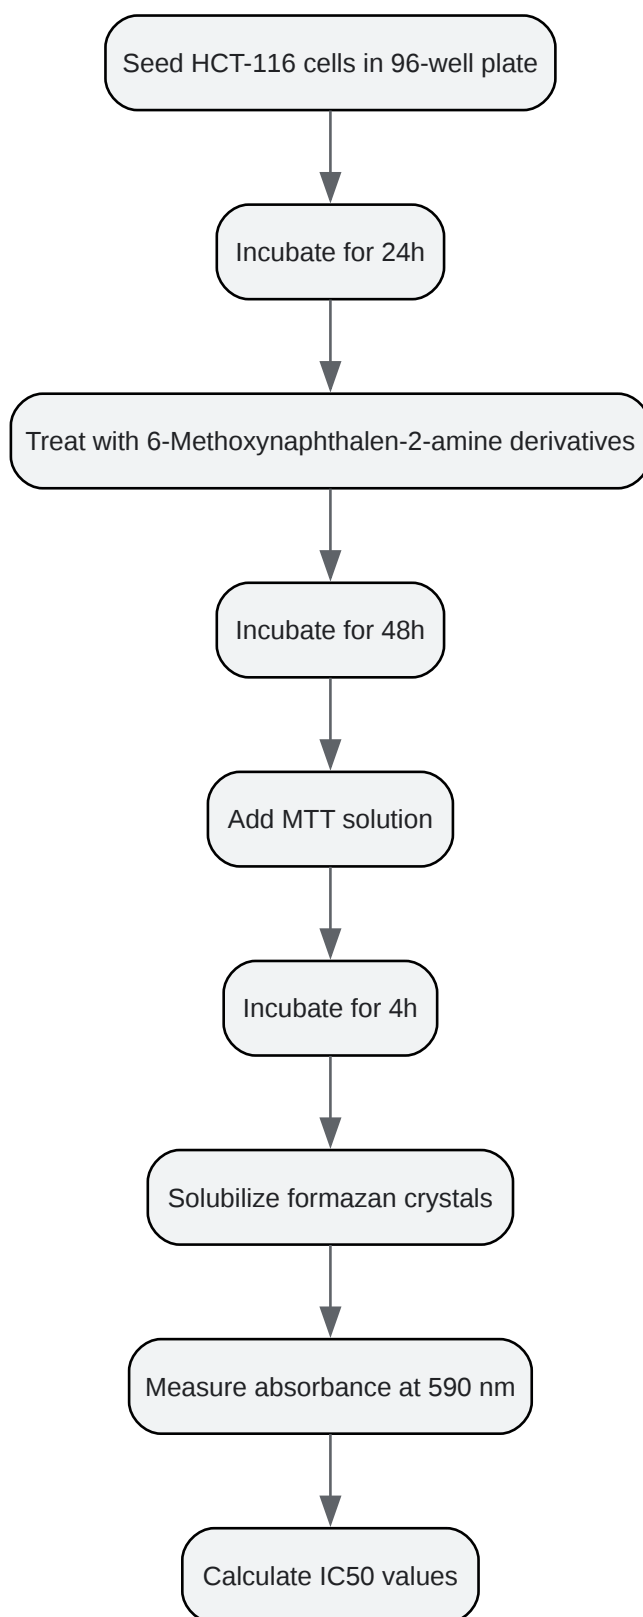 Seed HCT-116 cells in 96-well plate
Incubate for 24h
Treat with 6-Methoxynaphthalen-2-amine derivatives
Incubate for 48h
Add MTT solution
Incubate for 4h
Solubilize formazan crystals
Measure absorbance at 590 nm
Calculate IC50 values